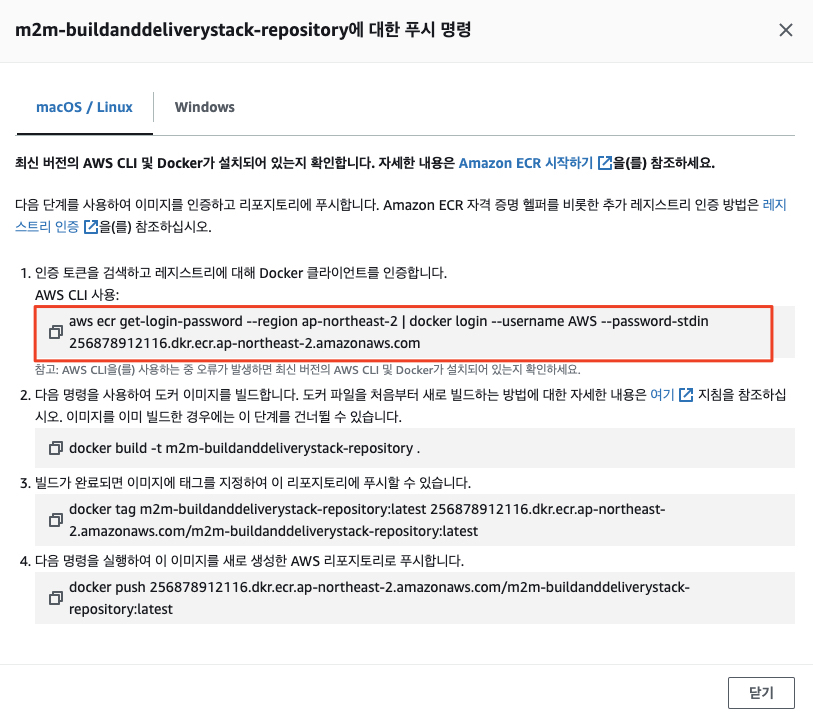 m2m-buildanddeliverystack-repository에 대한 푸시 명령
macOS / Linux
Windows
최신 버전의 AWS CLI 및 Docker가 설치되어 있는지 확인합니다. 자세한 내용은 Amazon ECR 시작하기 을(를) 참조하세요.
다음 단계를 사용하여 이미지를 인증하고 리포지토리에 푸시합니다. Amazon ECR 자격 증명 헬퍼를 비롯한 추가 레지스트리 인증 방법은 레지
스트리 인증 을(를) 참조하십시오.
1. 인증 토큰을 검색하고 레지스트리에 대해 Docker 클라이언트를 인증합니다.
AWS CLI 사용:
aws ecr get-login-password --region ap-northeast-2 | docker login --username AWS --password-stdin
256878912116.dkr.ecr.ap-northeast-2.amazonaws.com
참고: AWS CLI을(를) 사용하는 중 오류가 발생하면 최신 버전의 AWS CLI 및 Docker가 설치되어 있는지 확인하세요.
2. 다음 명령을 사용하여 도커 이미지를 빌드합니다. 도커 파일을 처음부터 새로 빌드하는 방법에 대한 자세한 내용은 여기 지침을 참조하십
시오. 이미지를 이미 빌드한 경우에는 이 단계를 건너뛸 수 있습니다.
docker build -t m2m-buildanddeliverystack-repository .
3. 빌드가 완료되면 이미지에 태그를 지정하여 이 리포지토리에 푸시할 수 있습니다.
docker tag m2m-buildanddeliverystack-repository:latest 256878912116.dkr.ecr.ap-northeast-
2.amazonaws.com/m2m-buildanddeliverystack-repository:latest
4. 다음 명령을 실행하여 이 이미지를 새로 생성한 AWS 리포지토리로 푸시합니다.
docker push 256878912116.dkr.ecr.ap-northeast-2.amazonaws.com/m2m-buildanddeliverystack-
repository:latest
닫기